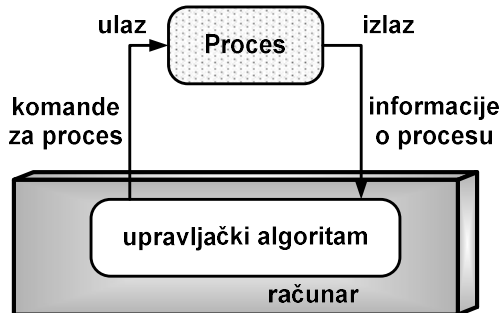 ulaz
Proces
izlaz
komande
za proces
informacije
o procesu
upravljački algoritam
računar